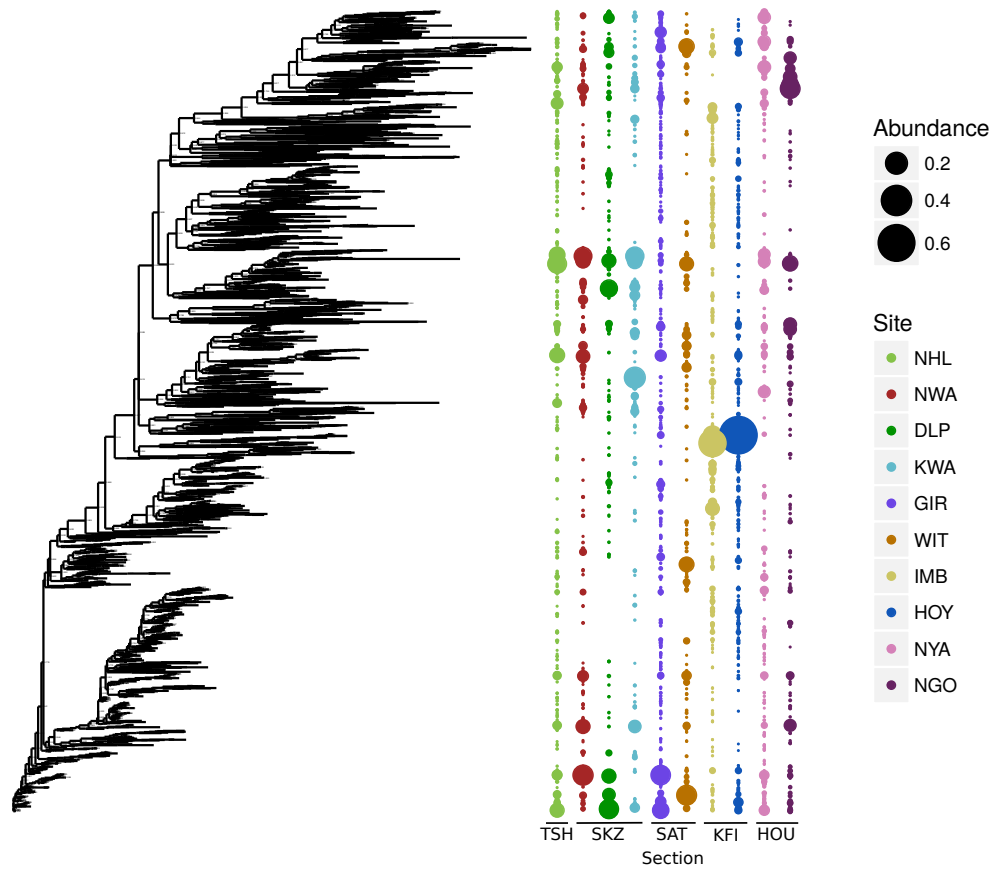 Abundance
0.2
0.4
0.6
Site
NHL
NWA
DLP
KWA
GIR
WIT
IMB
HOY
NYA
NGO
TSH SKZ SAT KFI HOU
Section